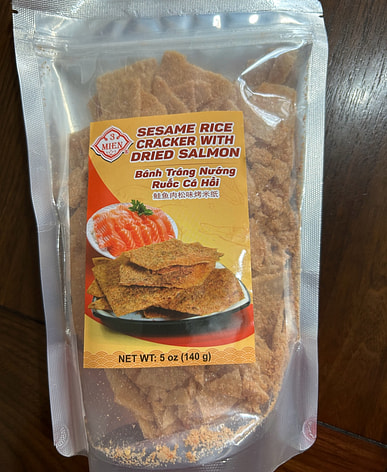 3
MIEN
SESAME RICE
CRACKER WITH
DRIED SALMON
Bánh Tráng Nướng
Ruốc Cá Hồi
鮭魚肉松味烤米紙
NET WT: 5 oz (140 g)